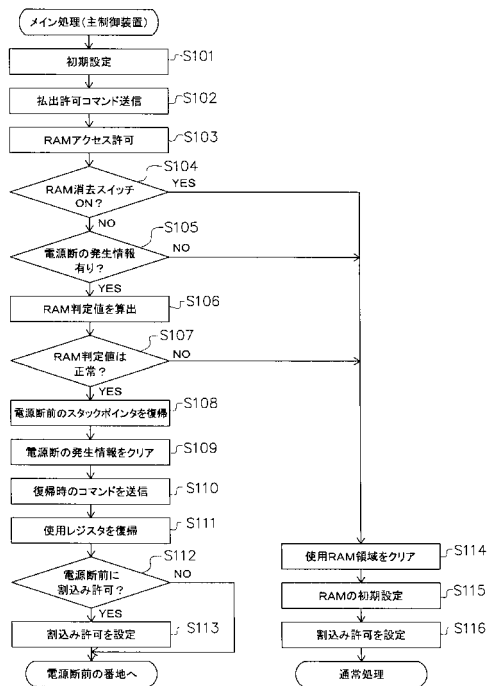 メイン処理(主制御装置)
初期設定
S101
払出許可コマンド送信
S102
RAMアクセス許可
S103
S104
RAM消去スイッチ
ON?
YES
NO
S105
電源断の発生情報
有り?
NO
YES
RAM判定値を算出
S106
S107
RAM判定値は
正常?
NO
YES
電源断前のスタックポインタを復帰
S108
電源断の発生情報をクリア
S109
復帰時のコマンドを送信
S110
使用レジスタを復帰
S111
S112
電源断前に
割込み許可?
NO
YES
割込み許可を設定
S113
電源断前の番地へ
使用RAM領域をクリア
S114
RAMの初期設定
S115
割込み許可を設定
S116
通常処理